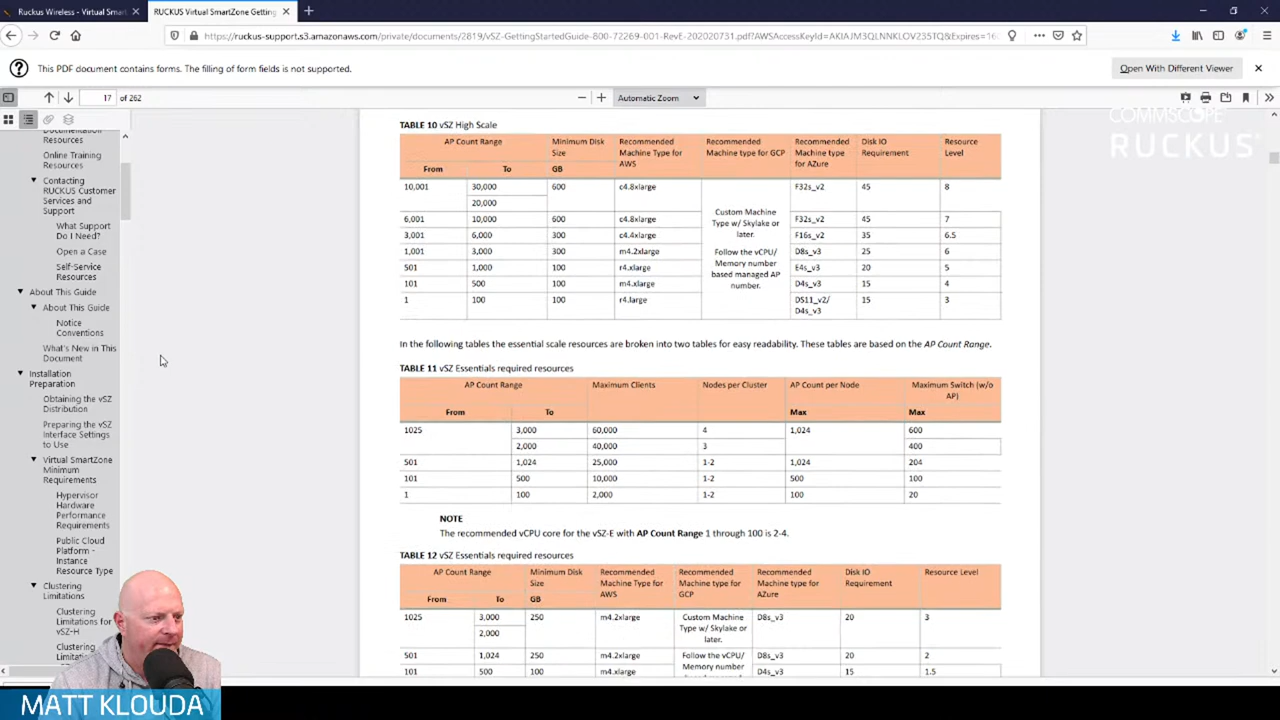 Ruckus Wireless - Virtual Smart
RUCKUS Virtual SmartZone Getting
https://ruckus-support.s3.amazonaws.com/private/documents/2819/vSZ-GettingStartedGuide-800-72269-001-RevE-202020731.pdf?AWSAccessKeyId=AKIAJM3QLNNKLOV235TQ&Expires=16
This PDF document contains forms. The filling of form fields is not supported.
Open With Different Viewer
17 of 262
Automatic Zoom
COMMSCOPE
RUCKUS
Documentation
Resources
Online Training
Resources
Contacting
RUCKUS Customer
Services and
Support
What Support
Do I Need?
Open a Case
Self-Service
Resources
About This Guide
About This Guide
Notice
Conventions
What's New in This
Document
Installation
Preparation
Obtaining the vSZ
Distribution
Preparing the vSZ
Interface Settings
to Use
Virtual SmartZone
Minimum
Requirements
Hypervisor
Hardware
Performance
Requirements
Public Cloud
Platform -
Instance
Resource Type
Clustering
Limitations
Clustering
Limitations for
vSZ-H
Clustering
TABLE 10 vSZ High Scale
AP Count Range Minimum Disk Size Recommended Machine Type for AWS Recommended Machine type for GCP Recommended Machine type for AZure Disk IO Requirement Resource Level
From To GB
10,001 30,000 600 c4.8xlarge Custom Machine Type w/ Skylake or later. Follow the vCPU/ Memory number based managed AP number. F32s_v2 45 8
20,000
6,001 10,000 600 c4.8xlarge F32s_v2 45 7
3,001 6,000 300 c4.4xlarge F16s_v2 35 6.5
1,001 3,000 300 m4.2xlarge D8s_v3 25 6
501 1,000 100 r4.xlarge E4s_v3 20 5
101 500 100 m4.xlarge D4s_v3 15 4
1 100 100 r4.large DS11_v2/ D4s_v3 15 3
In the following tables the essential scale resources are broken into two tables for easy readability. These tables are based on the AP Count Range.
TABLE 11 vSZ Essentials required resources
AP Count Range Maximum Clients Nodes per Cluster AP Count per Node Maximum Switch (w/o AP)
From To Max Max
1025 3,000 60,000 4 1,024 600
2,000 40,000 3 400
501 1,024 25,000 1-2 1,024 204
101 500 10,000 1-2 500 100
1 100 2,000 1-2 100 20
NOTE
The recommended vCPU core for the vSZ-E with AP Count Range 1 through 100 is 2-4.
TABLE 12 vSZ Essentials required resources
AP Count Range Minimum Disk Size Recommended Machine Type for AWS Recommended Machine type for GCP Recommended Machine type for AZure Disk IO Requirement Resource Level
From To GB
1025 3,000 250 m4.2xlarge Custom Machine Type w/ Skylake or later. D8s_v3 20 3
2,000
501 1,024 250 m4.2xlarge Follow the vCPU/ D8s_v3 20 2
101 500 100 m4.xlarge Memory number D4s_v3 15 1.5
MATT KLOUDA